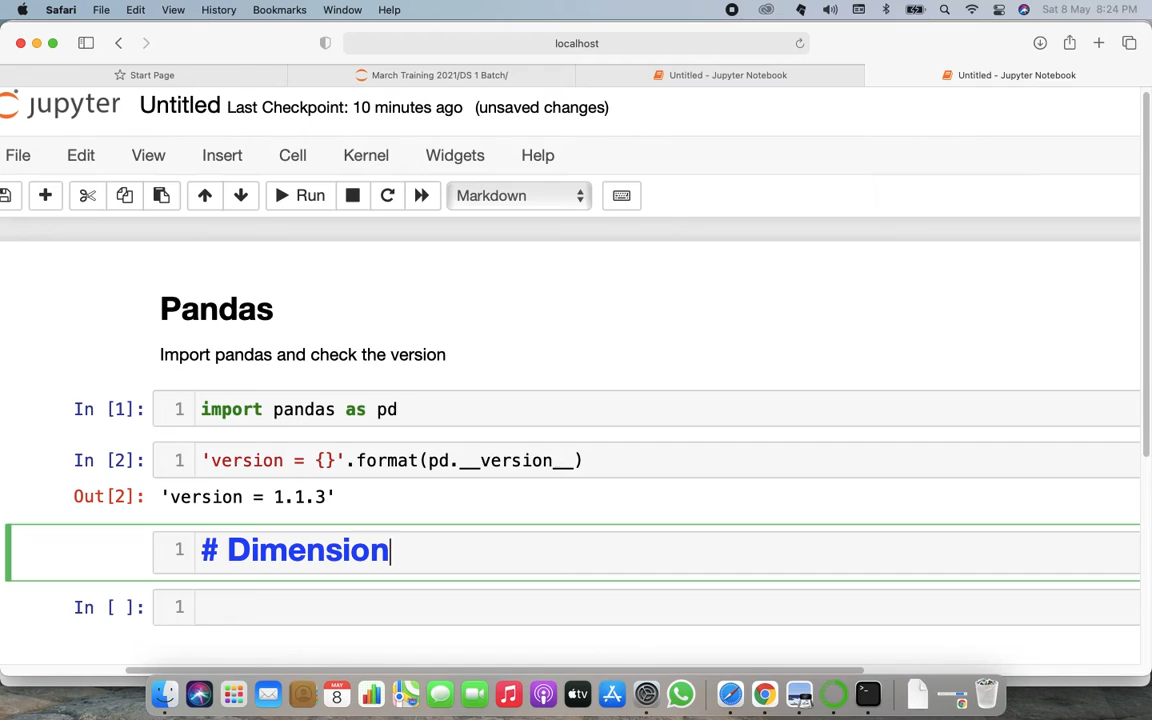 Safari File Edit View History Bookmarks Window Help Sat 8 May 8:24 PM
localhost
Start Page March Training 2021/DS 1 Batch/ Untitled - Jupyter Notebook Untitled - Jupyter Notebook
jupyter Untitled Last Checkpoint: 10 minutes ago (unsaved changes)
File Edit View Insert Cell Kernel Widgets Help
Run Markdown
Pandas
Import pandas and check the version
In [1]: 1 import pandas as pd
In [2]: 1 'version = {}'.format(pd.__version__)
Out[2]: 'version = 1.1.3'
1 # Dimension
In [ ]: 1
MAY
8
tv